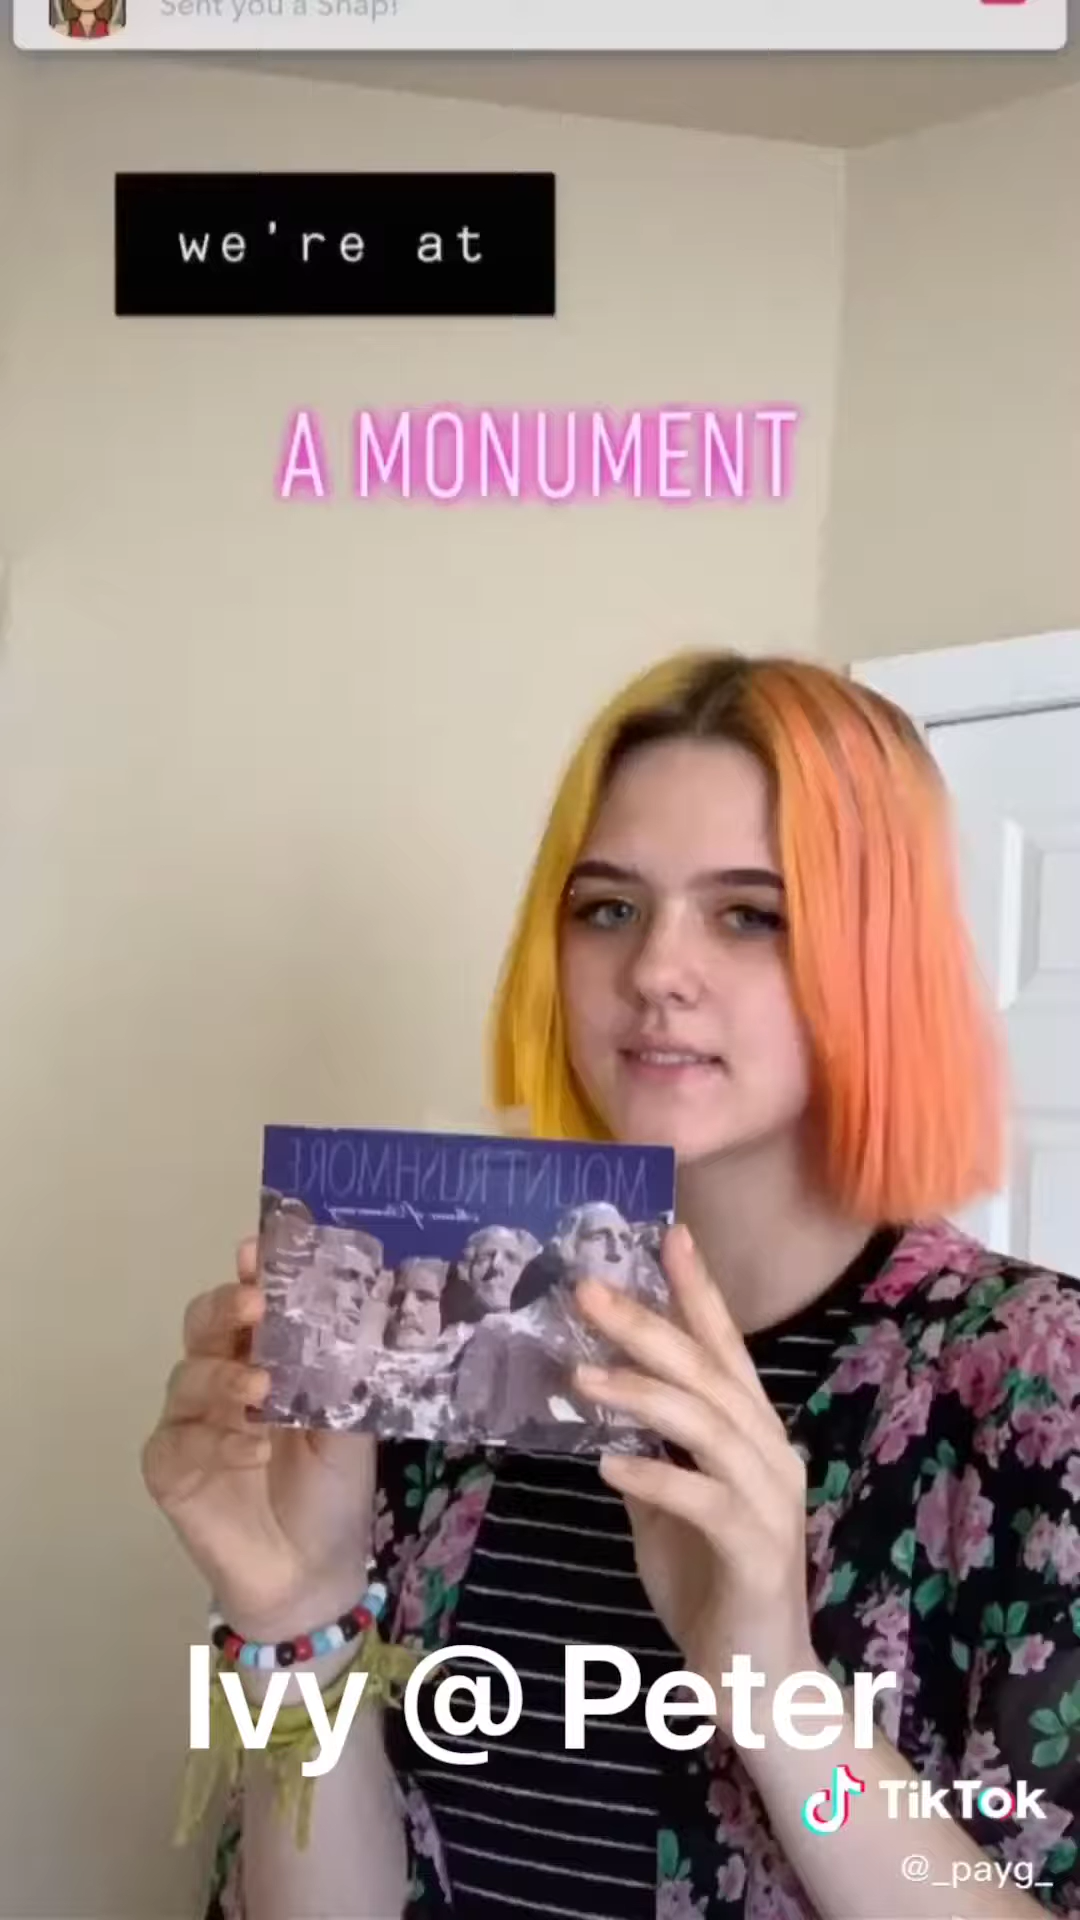 Sent you a Snap!
we're at
A MONUMENT
MOUNT RUSHMORE
Ivy @ Peter
TikTok
@_payg_